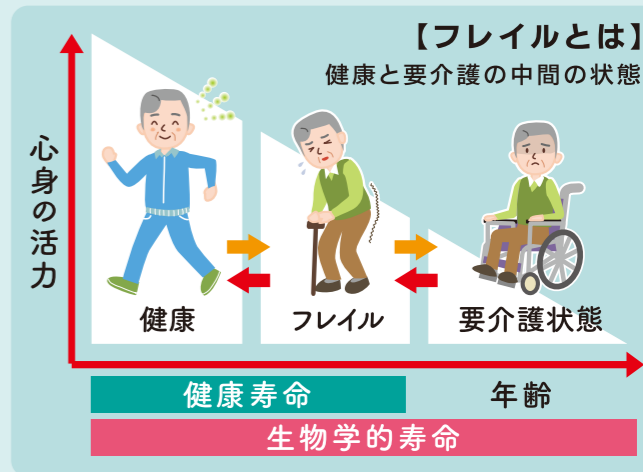 【フレイルとは】
健康と要介護の中間の状態
心身の活力
健康
フレイル
要介護状態
健康寿命
年齢
生物学的寿命